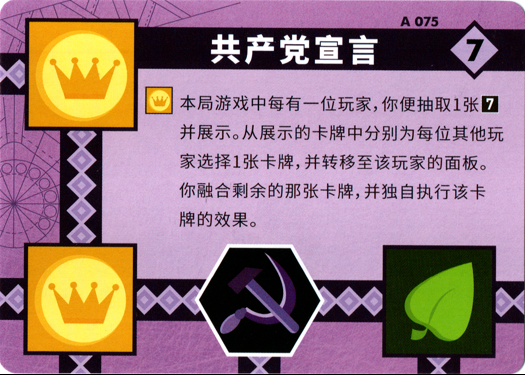 A 075
共产党宣言
7
本局游戏中每有一位玩家，你便抽取1张7
并展示。从展示的卡牌中分别为每位其他玩
家选择1张卡牌，并转移至该玩家的面板。
你融合剩余的那张卡牌，并独自执行该卡
牌的效果。